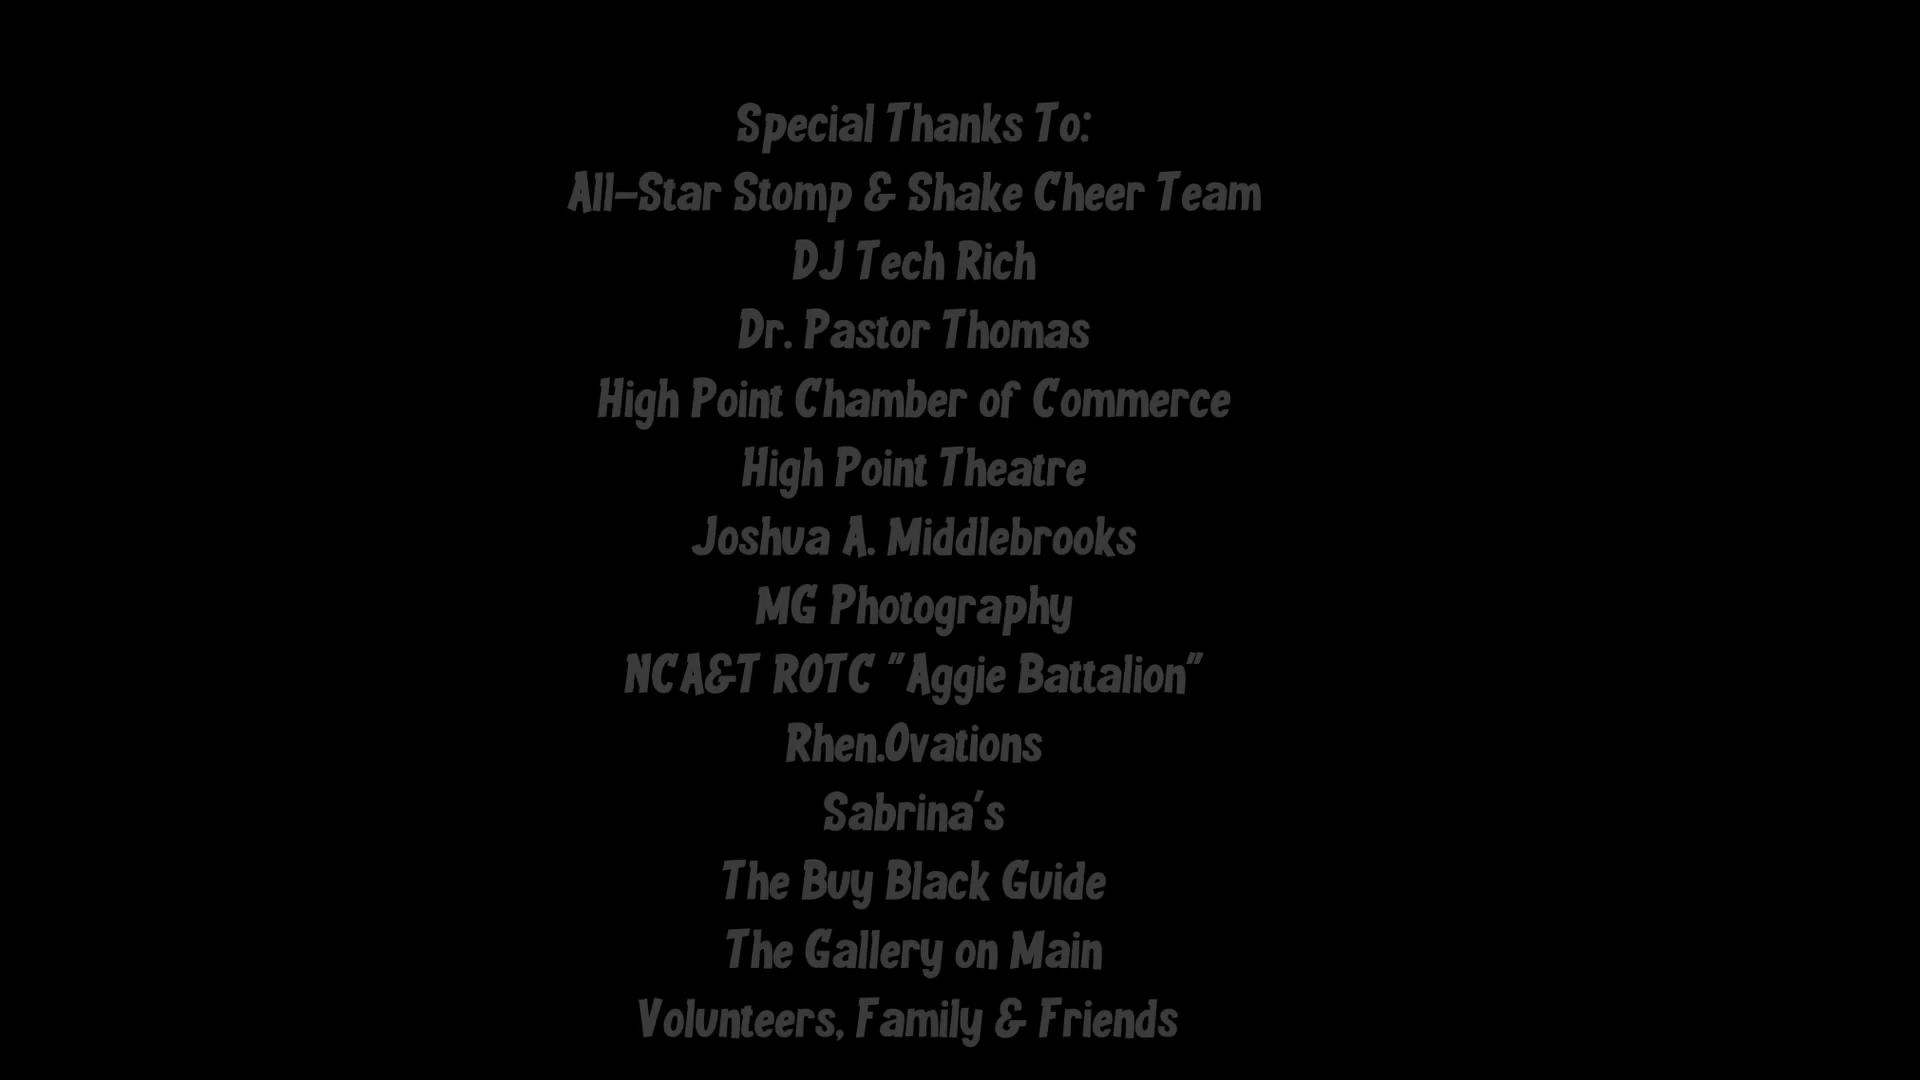 Special Thanks To:
All-Star Stomp & Shake Cheer Team
DJ Tech Rich
Dr. Pastor Thomas
High Point Chamber of Commerce
High Point Theatre
Joshua A. Middlebrooks
MG Photography
NCA&T ROTC "Aggie Battalion"
Rhen.Ovations
Sabrina's
The Buy Black Guide
The Gallery on Main
Volunteers, Family & Friends